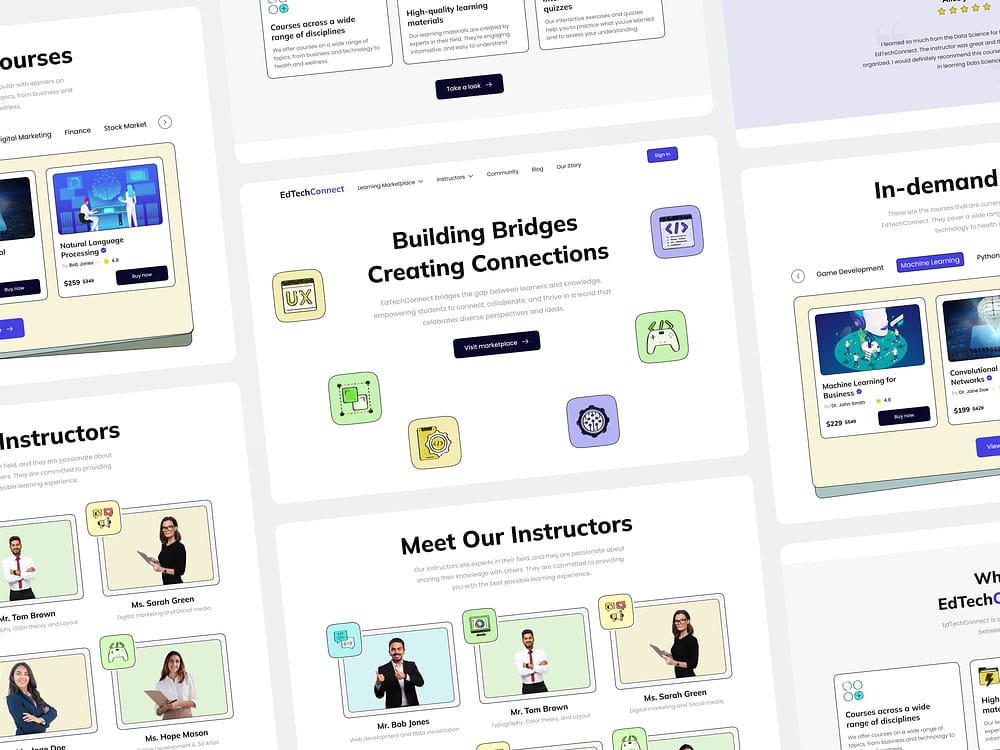 ourses
pular with learners on
opics, from business and
ellness.
igital Marketing
Finance
Stock Market
al
Buy now
Natural Language
Processing
by Bob Jones
4.8
$259 $349
Buy now
Instructors
e field, and they are passionate about
hers. They are committed to providing
ssible learning experience.
Mr. Tom Brown
Typography, Color theory, and Layout
Ms. Sarah Green
Digital marketing and Social media
Jane Doe
Ms. Hope Mason
Courses across a wide
range of disciplines
We offer courses on a wide range of
topics, from business and technology to
health and wellness.
High-quality learning
materials
Our learning materials are created by
experts in their field. They're engaging,
informative, and easy to understand.
quizzes
Our interactive exercises and quizzes
help you to practice what you've learned
and to assess your understanding.
Take a look
EdTechConnect
Learning Marketplace
Instructors
Community
Blog
Our Story
Sign In
Building Bridges
Creating Connections
EdTechConnect bridges the gap between learners and knowledge,
empowering students to connect, collaborate, and thrive in a world that
celebrates diverse perspectives and ideas.
Visit marketplace
UX
</>
Meet Our Instructors
Our instructors are experts in their field, and they are passionate about
sharing their knowledge with others. They are committed to providing
you with the best possible learning experience.
Mr. Bob Jones
Web development and Data visualization
Mr. Tom Brown
Typography, Color theory, and Layout
Ms. Sarah Green
Digital marketing and Social media
I learned so much from the Data Science for
EdTechConnect. The instructor was great and th
organized. I would definitely recommend this course
in learning Data Scienc
In-demand
These are the courses that are curren
EdTechConnect. They cover a wide rang
technology to health
Game Development
Machine Learning
Python
Machine Learning for
Business
by Dr. John Smith
4.8
$229 $549
Buy now
Convolutional
Networks
by Dr. Jane Doe
$199 $429
View
Wh
EdTechC
EdTechConnect is
betwee
Courses across a wide
range of disciplines
We offer courses on a wide range of
topics, from business and technology to
High
mate
Our le
experts
inform